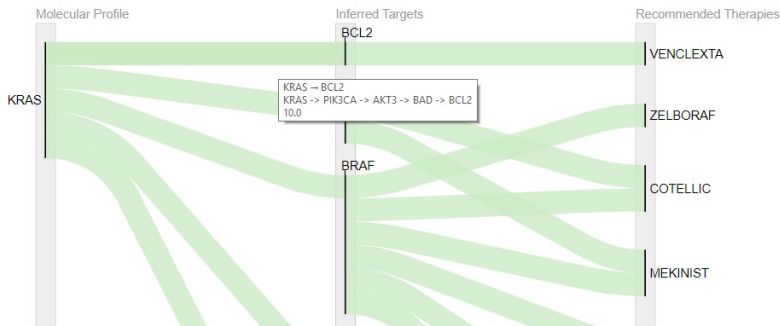 Molecular Profile
Inferred Targets
Recommended Therapies
BCL2
VENCLEXTA
KRAS → BCL2
KRAS -> PIK3CA -> AKT3 -> BAD -> BCL2
10.0
KRAS
ZELBORAF
BRAF
COTELLIC
MEKINIST